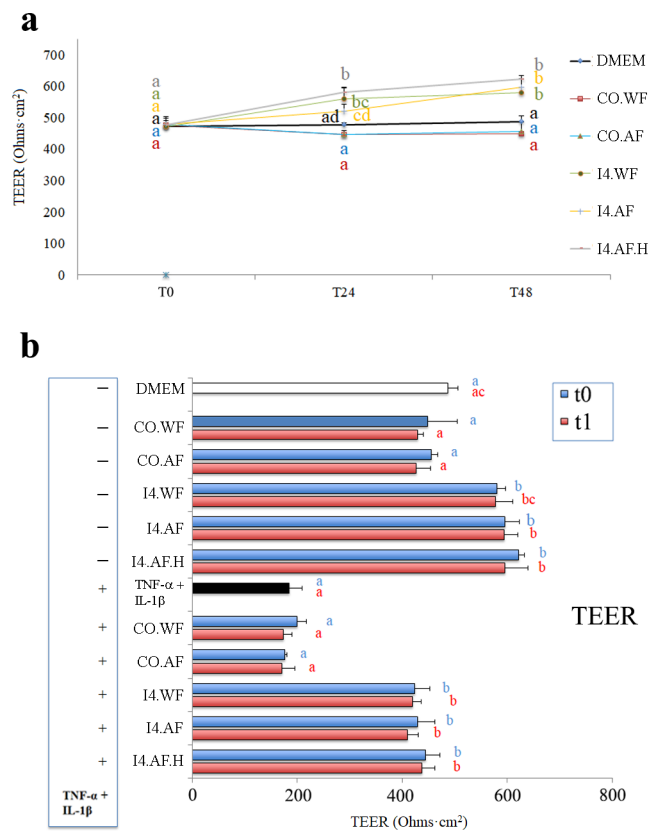 a
700
600
500
400
300
200
100
0
TEER (Ohms·cm²)
T0
T24
T48
a
a
a
a
a
a
b
bc
ad cd
a
a
b
b
b
a
a
a
DMEM
CO.WF
CO.AF
I4.WF
I4.AF
I4.AF.H
b
– DMEM a
ac
– CO.WF a
a
– CO.AF a
a
– I4.WF b
bc
– I4.AF b
b
– I4.AF.H b
b
+ TNF-α + a
IL-1β a
+ CO.WF a
a
+ CO.AF a
a
+ I4.WF b
b
+ I4.AF b
b
+ I4.AF.H b
b
t0
t1
TEER
TNF-α +
IL-1β
0 200 400 600 800
TEER (Ohms·cm²)